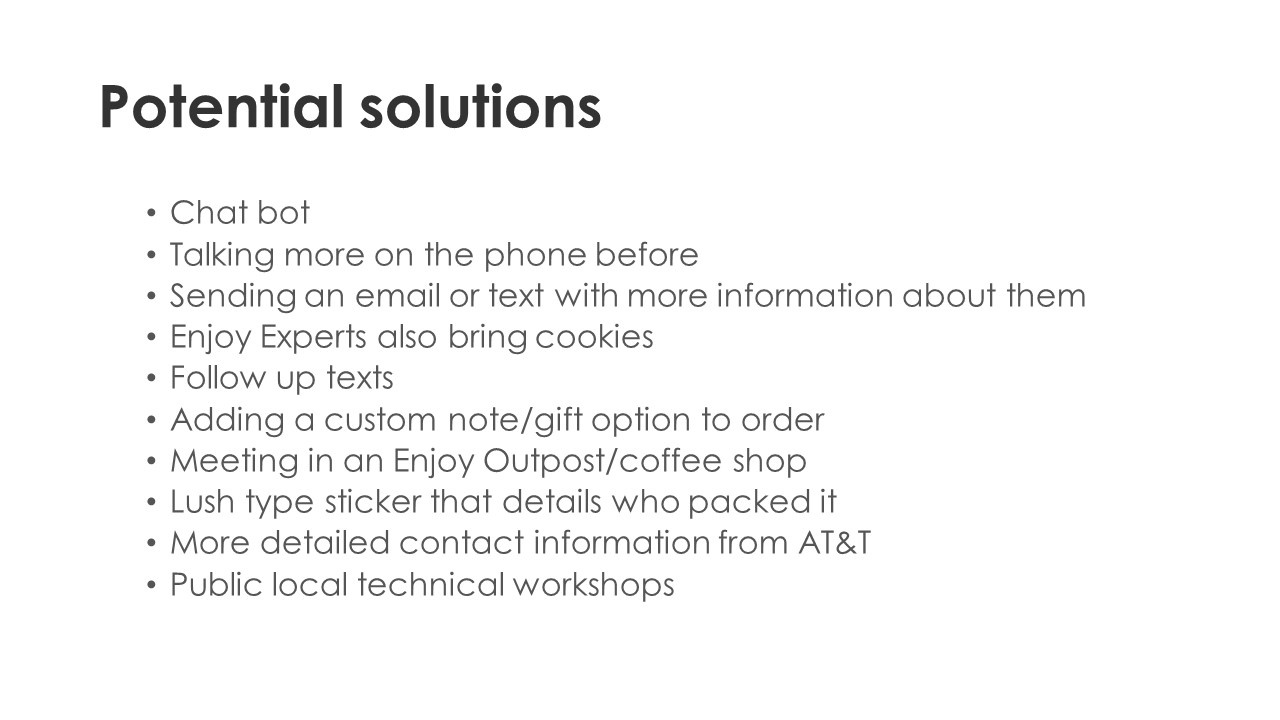 Potential solutions
• Chat bot
• Talking more on the phone before
• Sending an email or text with more information about them
• Enjoy Experts also bring cookies
• Follow up texts
• Adding a custom note/gift option to order
• Meeting in an Enjoy Outpost/coffee shop
• Lush type sticker that details who packed it
• More detailed contact information from AT&T
• Public local technical workshops